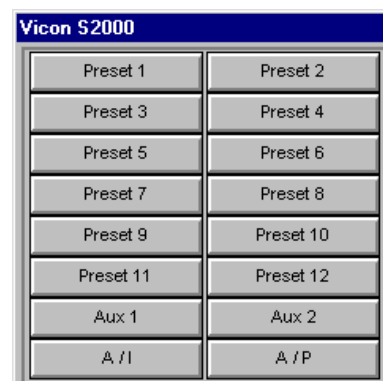 Vicon S2000
Preset 1 Preset 2
Preset 3 Preset 4
Preset 5 Preset 6
Preset 7 Preset 8
Preset 9 Preset 10
Preset 11 Preset 12
Aux 1 Aux 2
A / I A / P